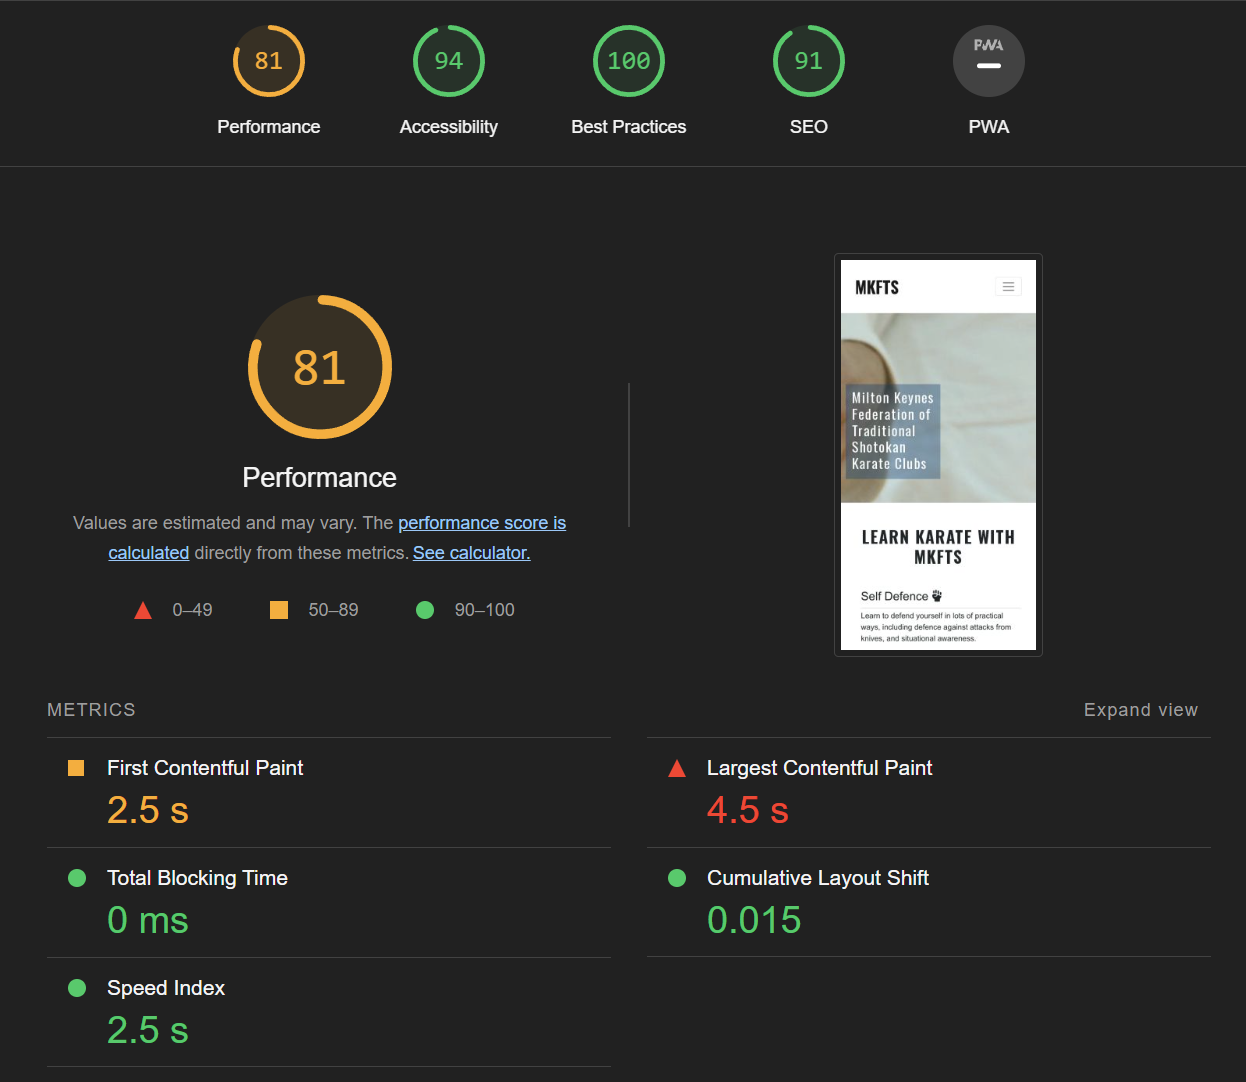 81
Performance
94
Accessibility
100
Best Practices
91
SEO
PWA
PWA
81
Performance
Values are estimated and may vary. The performance score is
calculated directly from these metrics. See calculator.
0–49
50–89
90–100
MKFTS
Milton Keynes
Federation of
Traditional
Shotokan
Karate Clubs
LEARN KARATE WITH
MKFTS
Self Defence
Learn to defend yourself in lots of practical
ways, including defence against attacks from
knives, and situational awareness.
METRICS
Expand view
First Contentful Paint
2.5 s
Largest Contentful Paint
4.5 s
Total Blocking Time
0 ms
Cumulative Layout Shift
0.015
Speed Index
2.5 s